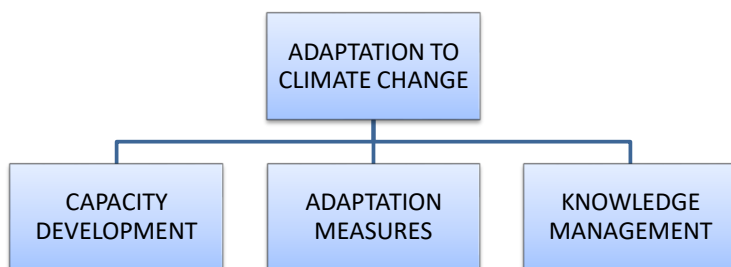 ADAPTATION TO
CLIMATE CHANGE
CAPACITY
DEVELOPMENT
ADAPTATION
MEASURES
KNOWLEDGE
MANAGEMENT